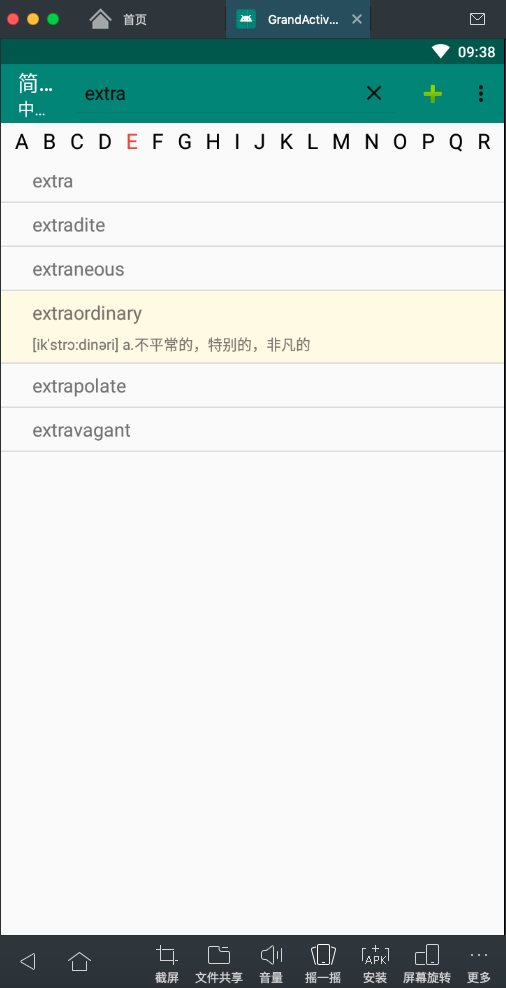 首页
GrandActiv...
09:38
简...
中...
extra
A B C D E F G H I J K L M N O P Q R
extra
extradite
extraneous
extraordinary
[ik'strɔ:dinəri] a.不平常的，特别的，非凡的
extrapolate
extravagant
APK
截屏 文件共享 音量 摇一摇 安装 屏幕旋转 更多